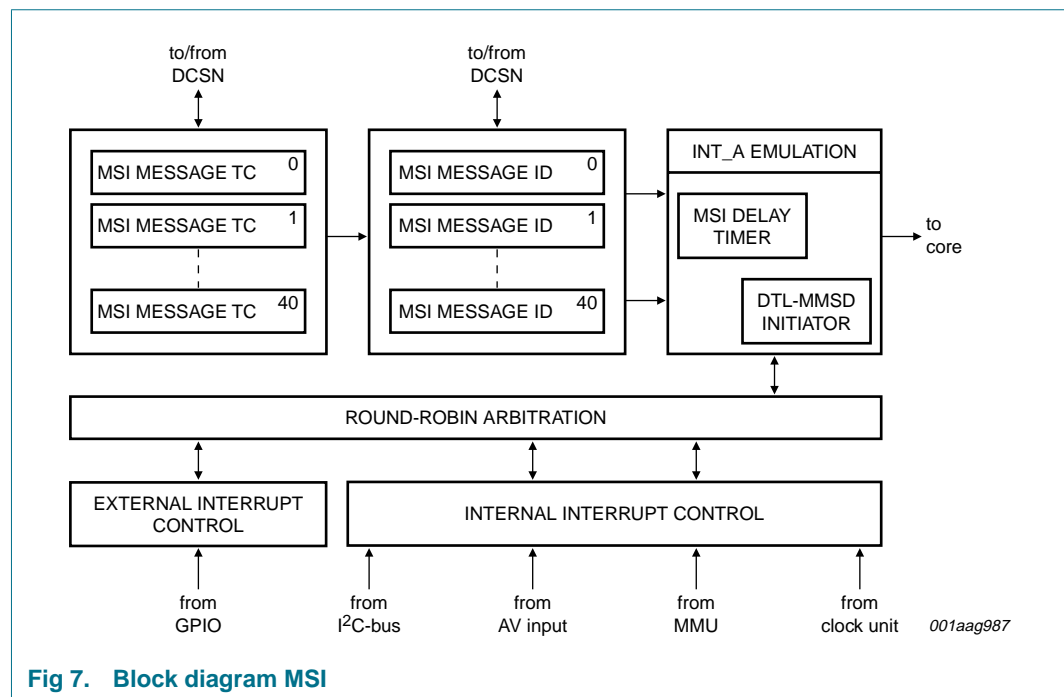 to/from
DCSN
to/from
DCSN
MSI MESSAGE TC 0
MSI MESSAGE TC 1
MSI MESSAGE TC 40
MSI MESSAGE ID 0
MSI MESSAGE ID 1
MSI MESSAGE ID 40
INT_A EMULATION
MSI DELAY
TIMER
DTL-MMSD
INITIATOR
to
core
ROUND-ROBIN ARBITRATION
EXTERNAL INTERRUPT
CONTROL
INTERNAL INTERRUPT CONTROL
from
GPIO
from
I²C-bus
from
AV input
from
MMU
from
clock unit
001aag987
Fig 7. Block diagram MSI